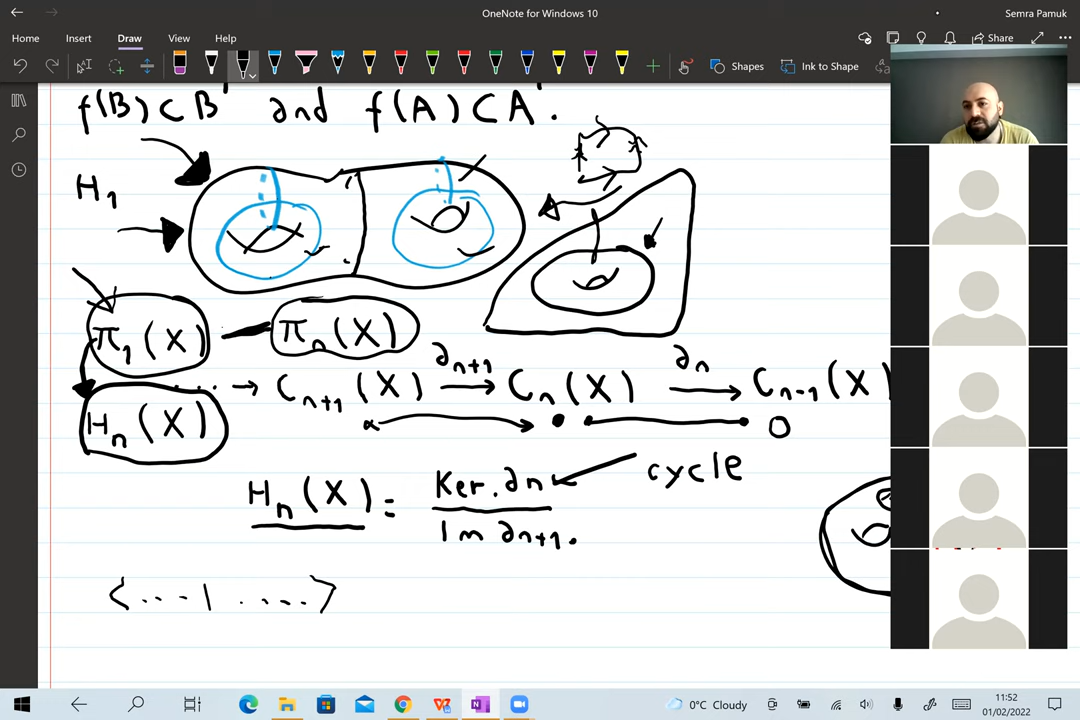 OneNote for Windows 10
Semra Pamuk
Home Insert Draw View Help
Share
Shapes Ink to Shape
f(B)⊂B' and f(A)⊂A'.
H₁
π₁(X) — πₙ(X)
Hₙ(X) ... → Cₙ₊₁(X) →∂ₙ₊₁ Cₙ(X) →∂ₙ Cₙ₋₁(X)
0
Hₙ(X) = Ker.∂ₙ / Im ∂ₙ₊₁. cycle
<...-| ....>
0°C Cloudy
11:52
01/02/2022